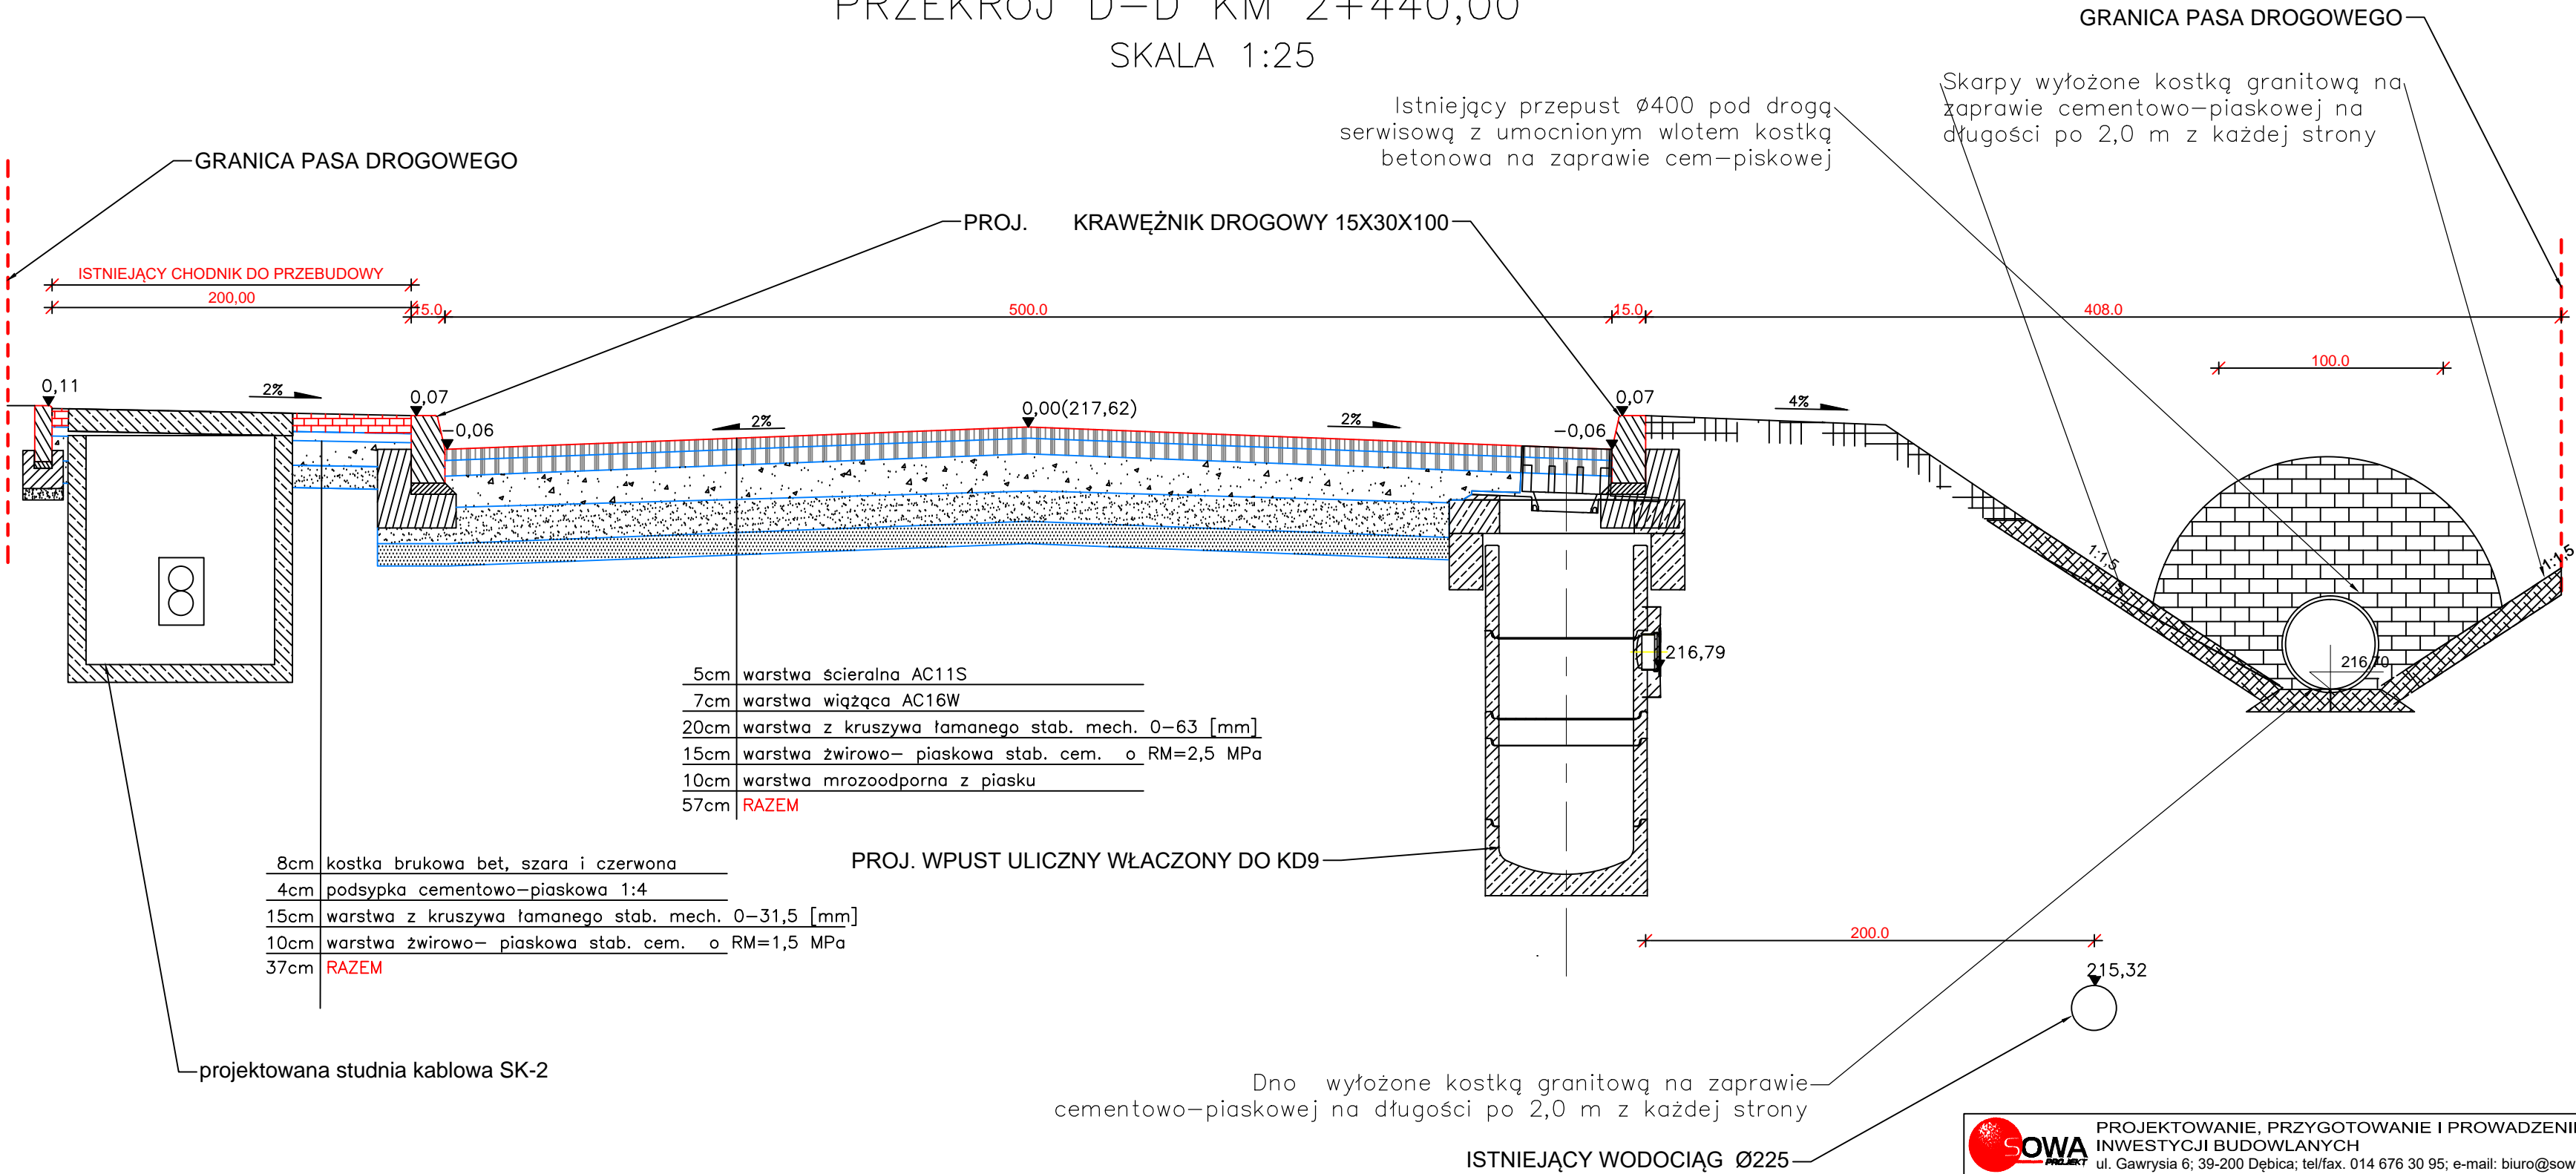 PRZEKRÓJ D-D KM 2+440,00
SKALA 1:25
GRANICA PASA DROGOWEGO
Skarpy wyłożone kostką granitową na
zaprawie cementowo-piaskowej na
długości po 2,0 m z każdej strony
Istniejący przepust Ø400 pod drogą
serwisową z umocnionym wlotem kostką
betonowa na zaprawie cem-piskowej
GRANICA PASA DROGOWEGO
PROJ. KRAWĘŻNIK DROGOWY 15X30X100
ISTNIEJĄCY CHODNIK DO PRZEBUDOWY
200,00
15.0
500.0
15.0
408.0
100.0
0,11
2%
0,07
-0,06
2%
0,00(217,62)
2%
-0,06
0,07
4%
1:1,5
1:1,5
216,79
216,70
5cm warstwa ścieralna AC11S
7cm warstwa wiążąca AC16W
20cm warstwa z kruszywa łamanego stab. mech. 0-63 [mm]
15cm warstwa żwirowo- piaskowa stab. cem. o RM=2,5 MPa
10cm warstwa mrozoodporna z piasku
57cm RAZEM
PROJ. WPUST ULICZNY WŁACZONY DO KD9
8cm kostka brukowa bet, szara i czerwona
4cm podsypka cementowo-piaskowa 1:4
15cm warstwa z kruszywa łamanego stab. mech. 0-31,5 [mm]
10cm warstwa żwirowo- piaskowa stab. cem. o RM=1,5 MPa
37cm RAZEM
200.0
215,32
projektowana studnia kablowa SK-2
Dno wyłożone kostką granitową na zaprawie
cementowo-piaskowej na długości po 2,0 m z każdej strony
ISTNIEJĄCY WODOCIĄG Ø225
SOWA
PROJEKT
PROJEKTOWANIE, PRZYGOTOWANIE I PROWADZENI
INWESTYCJI BUDOWLANYCH
ul. Gawrysia 6; 39-200 Dębica; tel/fax. 014 676 30 95; e-mail: biuro@sow